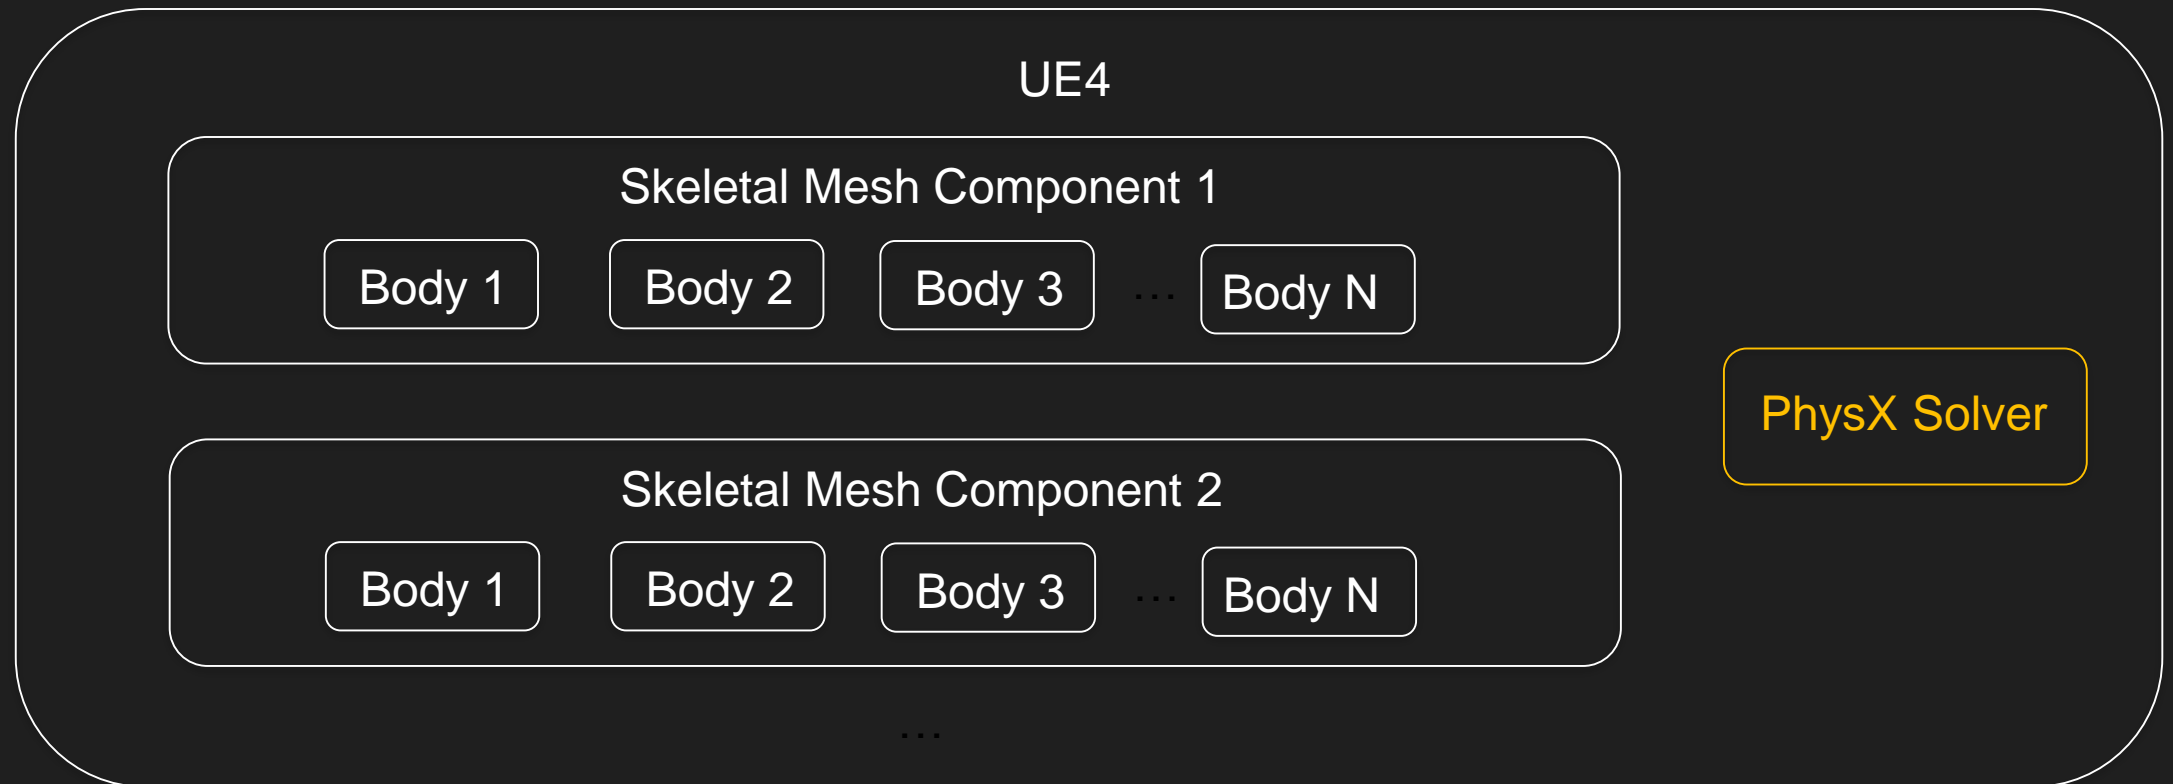 UE4
Skeletal Mesh Component 1
Body 1 Body 2 Body 3 ... Body N
PhysX Solver
Skeletal Mesh Component 2
Body 1 Body 2 Body 3 ... Body N
...